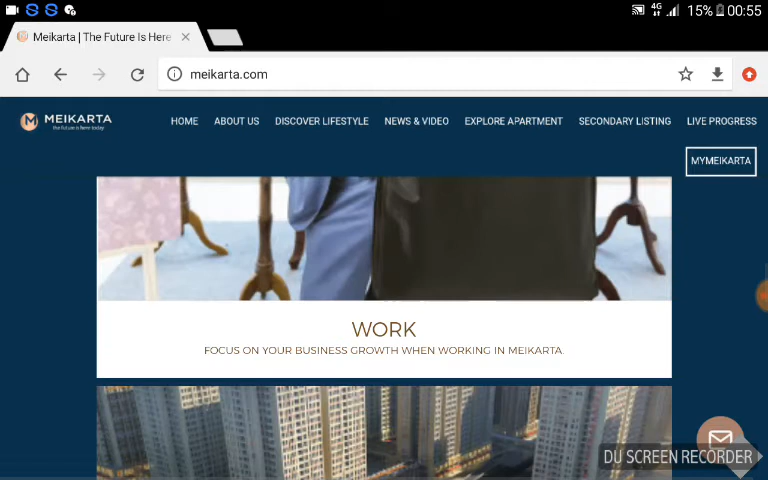 4G 15% 00:55
Meikarta | The Future Is Here
meikarta.com
MEIKARTA
the future is here today
HOME ABOUT US DISCOVER LIFESTYLE NEWS & VIDEO EXPLORE APARTMENT SECONDARY LISTING LIVE PROGRESS
MYMEIKARTA
WORK
FOCUS ON YOUR BUSINESS GROWTH WHEN WORKING IN MEIKARTA.
DU SCREEN RECORDER